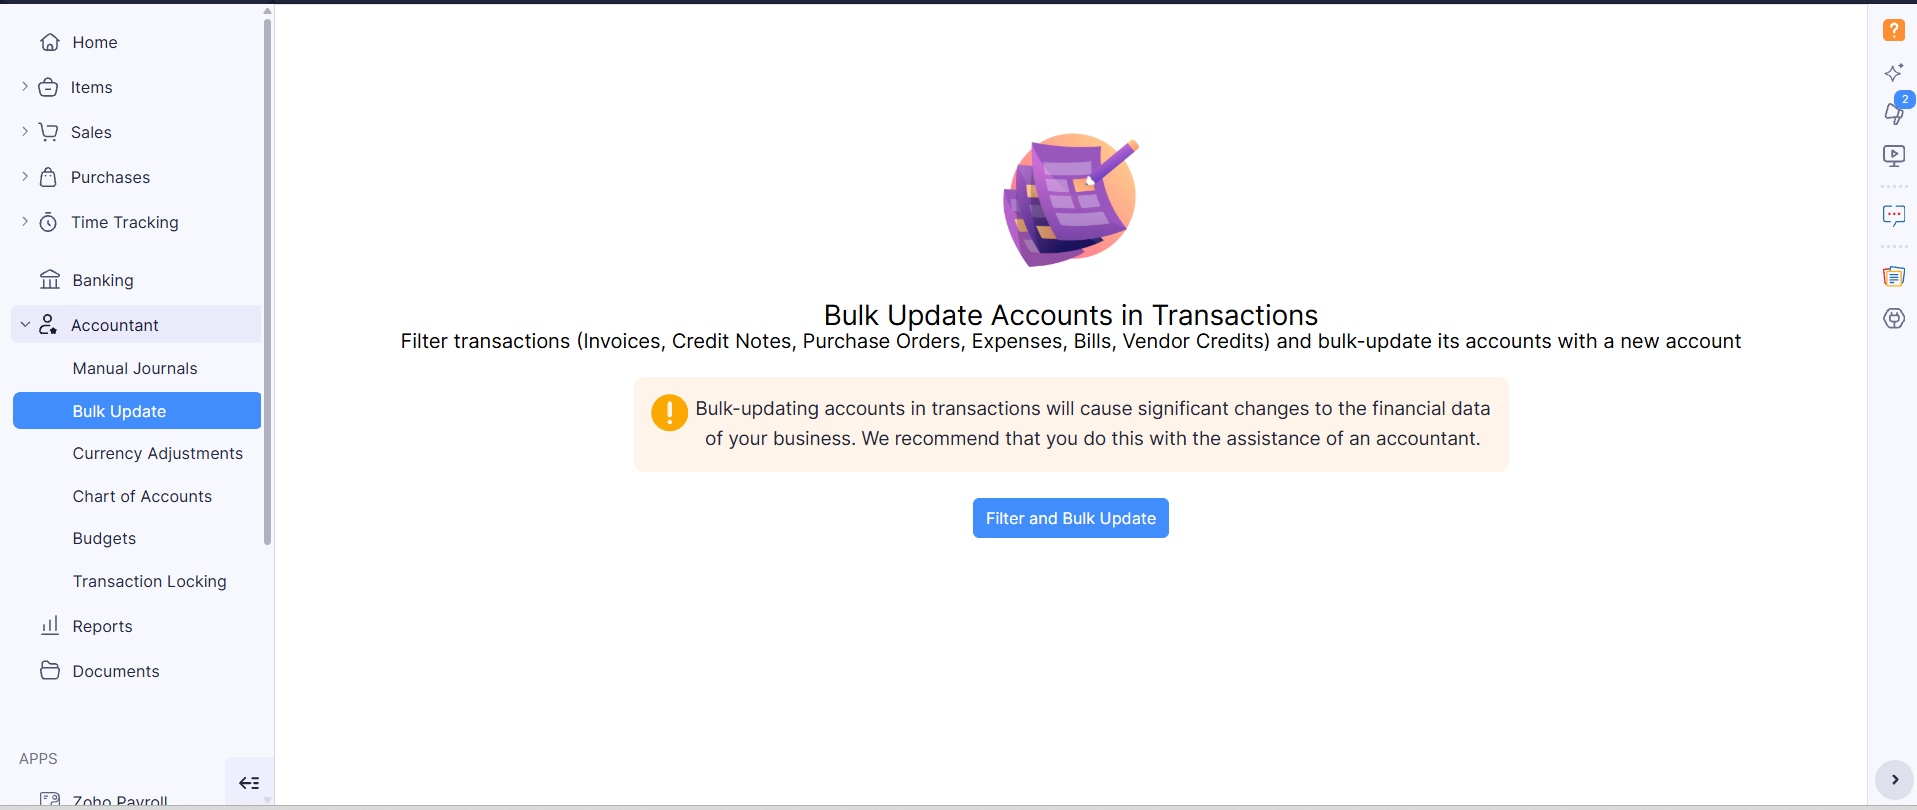 Home
Items
Sales
Purchases
Time Tracking
Banking
Accountant
Manual Journals
Bulk Update
Currency Adjustments
Chart of Accounts
Budgets
Transaction Locking
Reports
Documents
APPS
Zoho Payroll
Bulk Update Accounts in Transactions
Filter transactions (Invoices, Credit Notes, Purchase Orders, Expenses, Bills, Vendor Credits) and bulk-update its accounts with a new account
Bulk-updating accounts in transactions will cause significant changes to the financial data
of your business. We recommend that you do this with the assistance of an accountant.
Filter and Bulk Update
?
2